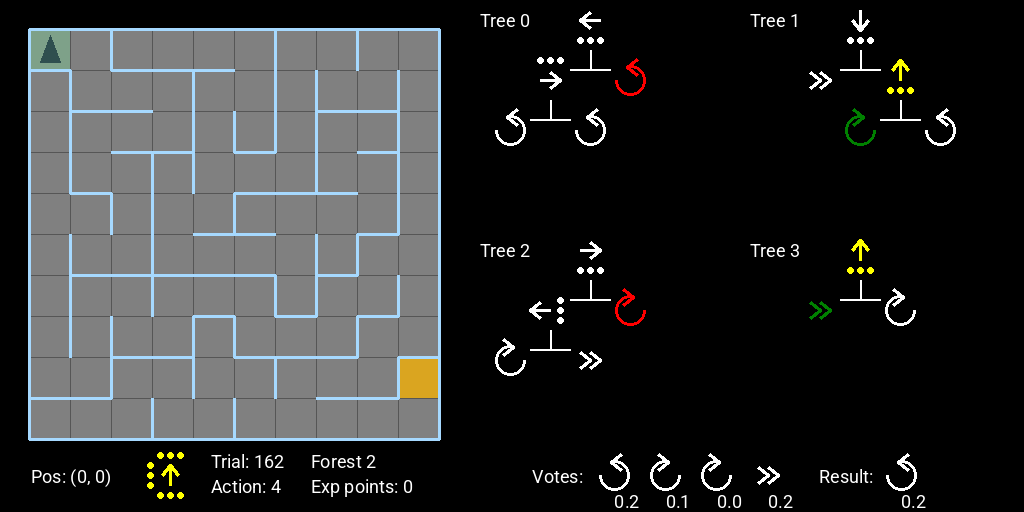 Tree 0
Tree 1
Tree 2
Tree 3
Pos: (0, 0)
Trial: 162
Forest 2
Action: 4
Exp points: 0
Votes:
0.2
0.1
0.0
0.2
Result:
0.2